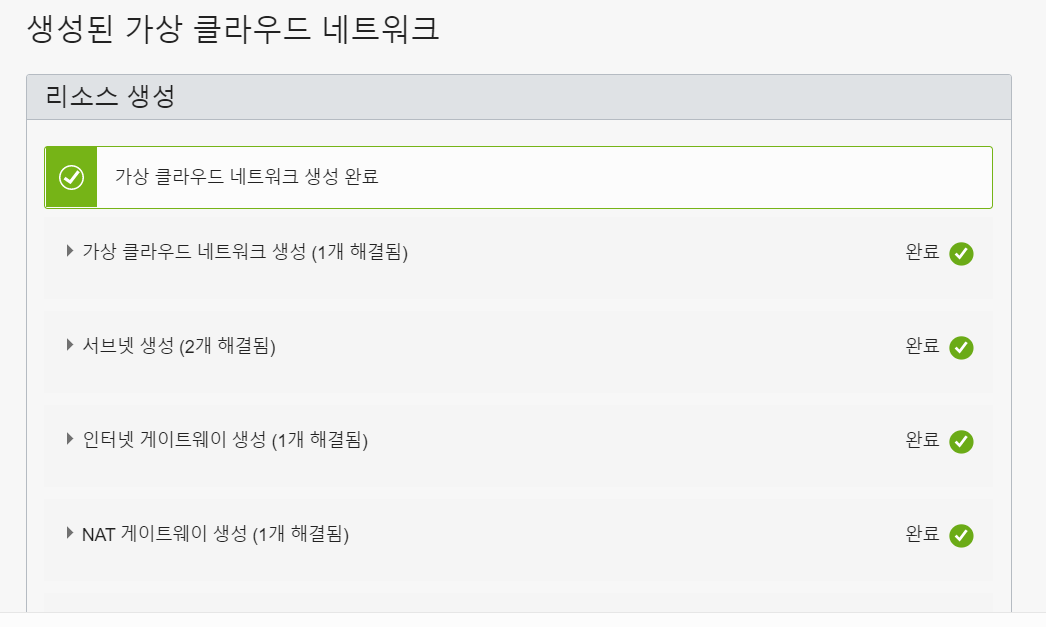 생성된 가상 클라우드 네트워크
리소스 생성
가상 클라우드 네트워크 생성 완료
가상 클라우드 네트워크 생성 (1개 해결됨) 완료
서브넷 생성 (2개 해결됨) 완료
인터넷 게이트웨이 생성 (1개 해결됨) 완료
NAT 게이트웨이 생성 (1개 해결됨) 완료